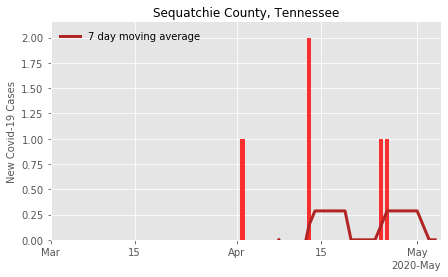 Sequatchie County, Tennessee
7 day moving average
New Covid-19 Cases
2.00
1.75
1.50
1.25
1.00
0.75
0.50
0.25
0.00
Mar 15 Apr 15 May
2020-May